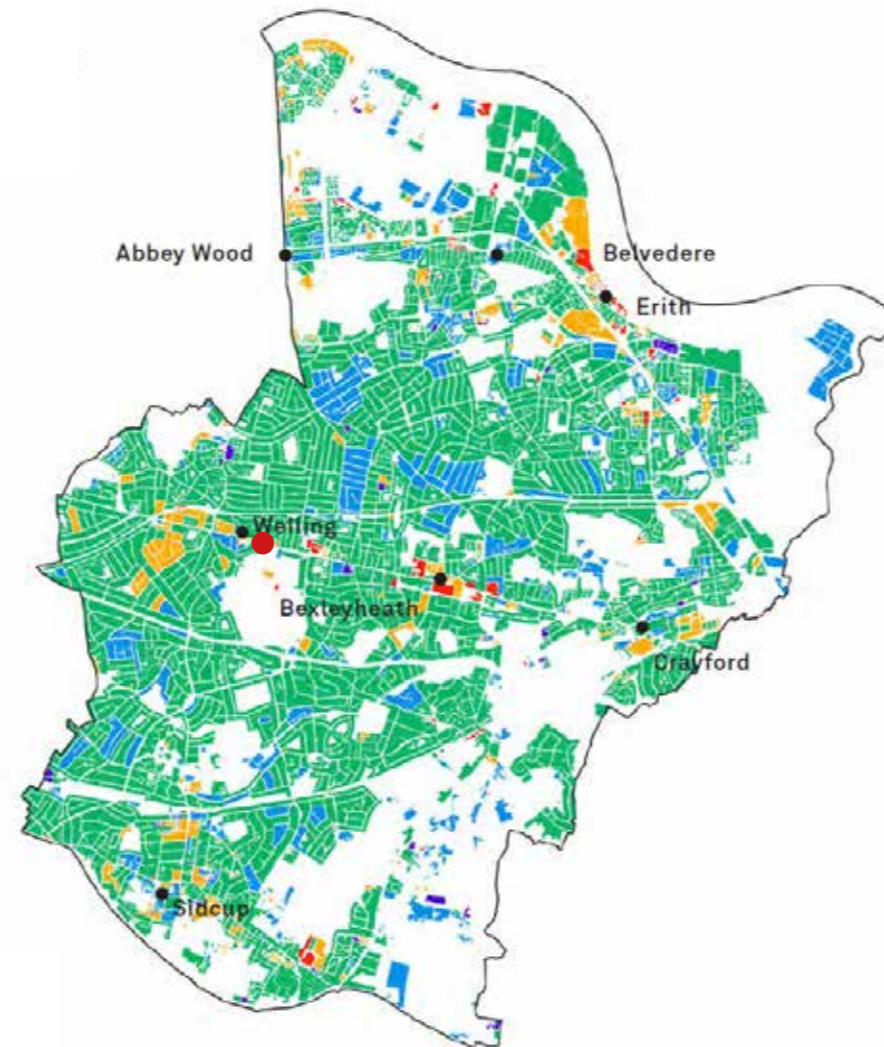 Abbey Wood
Belvedere
Erith
Welling
Bexleyheath
Crayford
Sidcup